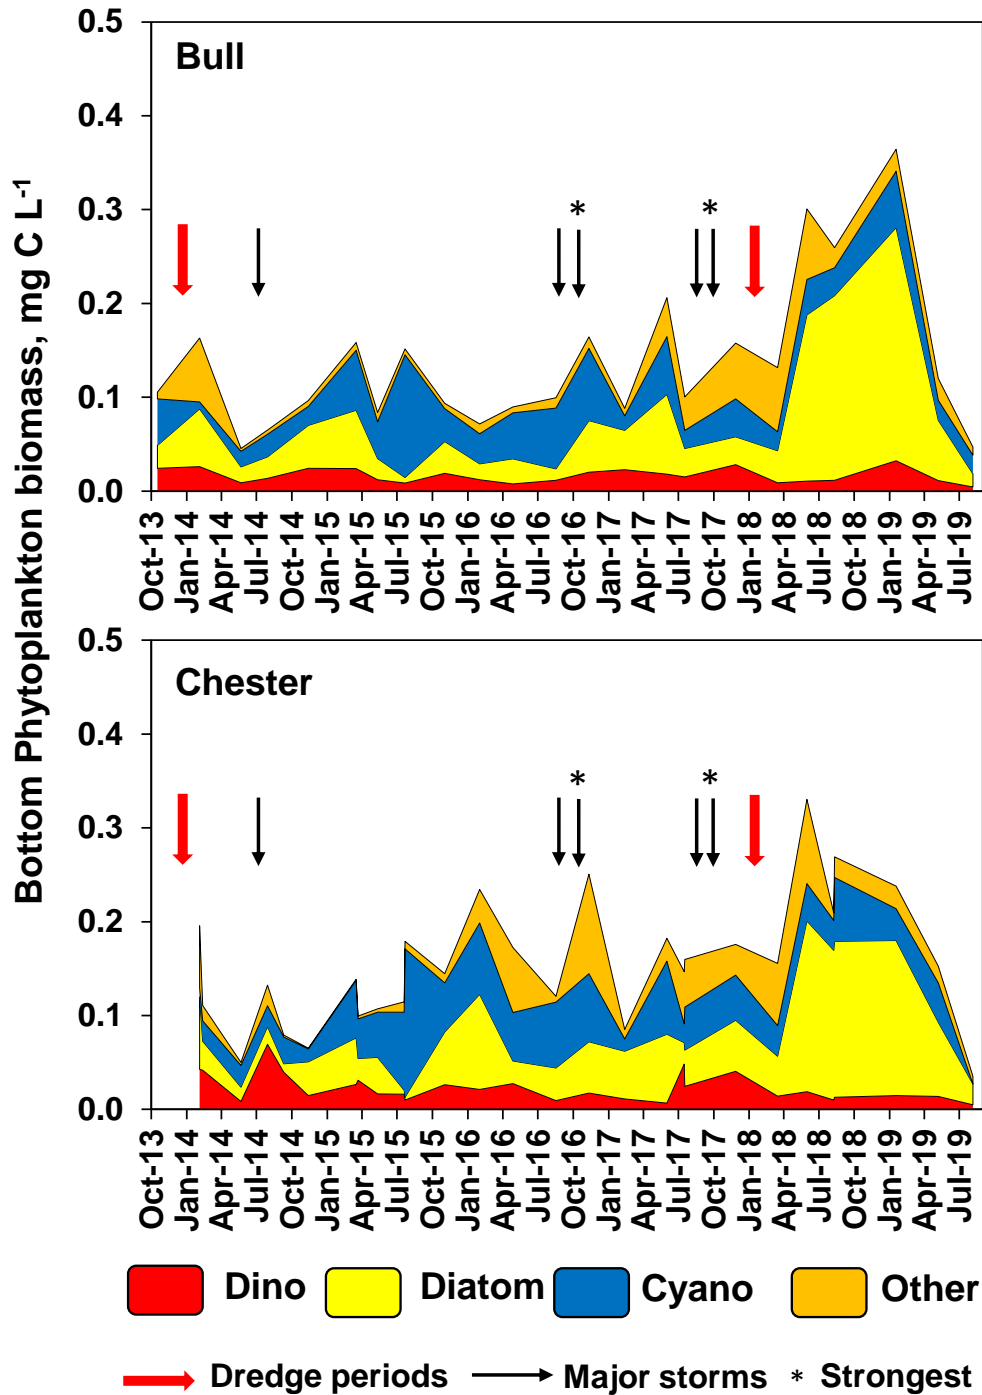 Bottom Phytoplankton biomass, mg C L-1
Bull
0.5
0.4
0.3
0.2
0.1
0.0
* *
Oct-13 Jan-14 Apr-14 Jul-14 Oct-14 Jan-15 Apr-15 Jul-15 Oct-15 Jan-16 Apr-16 Jul-16 Oct-16 Jan-17 Apr-17 Jul-17 Oct-17 Jan-18 Apr-18 Jul-18 Oct-18 Jan-19 Apr-19 Jul-19
Chester
0.5
0.4
0.3
0.2
0.1
0.0
* *
Oct-13 Jan-14 Apr-14 Jul-14 Oct-14 Jan-15 Apr-15 Jul-15 Oct-15 Jan-16 Apr-16 Jul-16 Oct-16 Jan-17 Apr-17 Jul-17 Oct-17 Jan-18 Apr-18 Jul-18 Oct-18 Jan-19 Apr-19 Jul-19
Dino Diatom Cyano Other
Dredge periods Major storms * Strongest